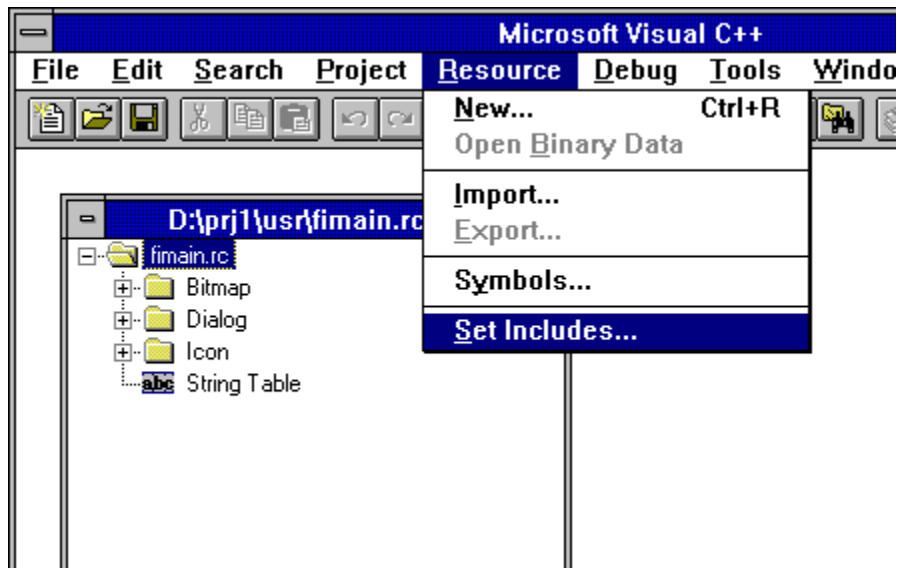 Microsoft Visual C++
File Edit Search Project Resource Debug Tools Windo
New... Ctrl+R
Open Binary Data
Import...
Export...
Symbols...
Set Includes...
D:\prj1\usr\fimain.rc
fimain.rc
Bitmap
Dialog
Icon
abc String Table